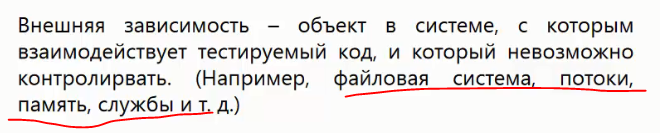 Внешняя зависимость – объект в системе, с которым
взаимодействует тестируемый код, и который невозможно
контролирвать. (Например, файловая система, потоки,
память, службы и т. д.)